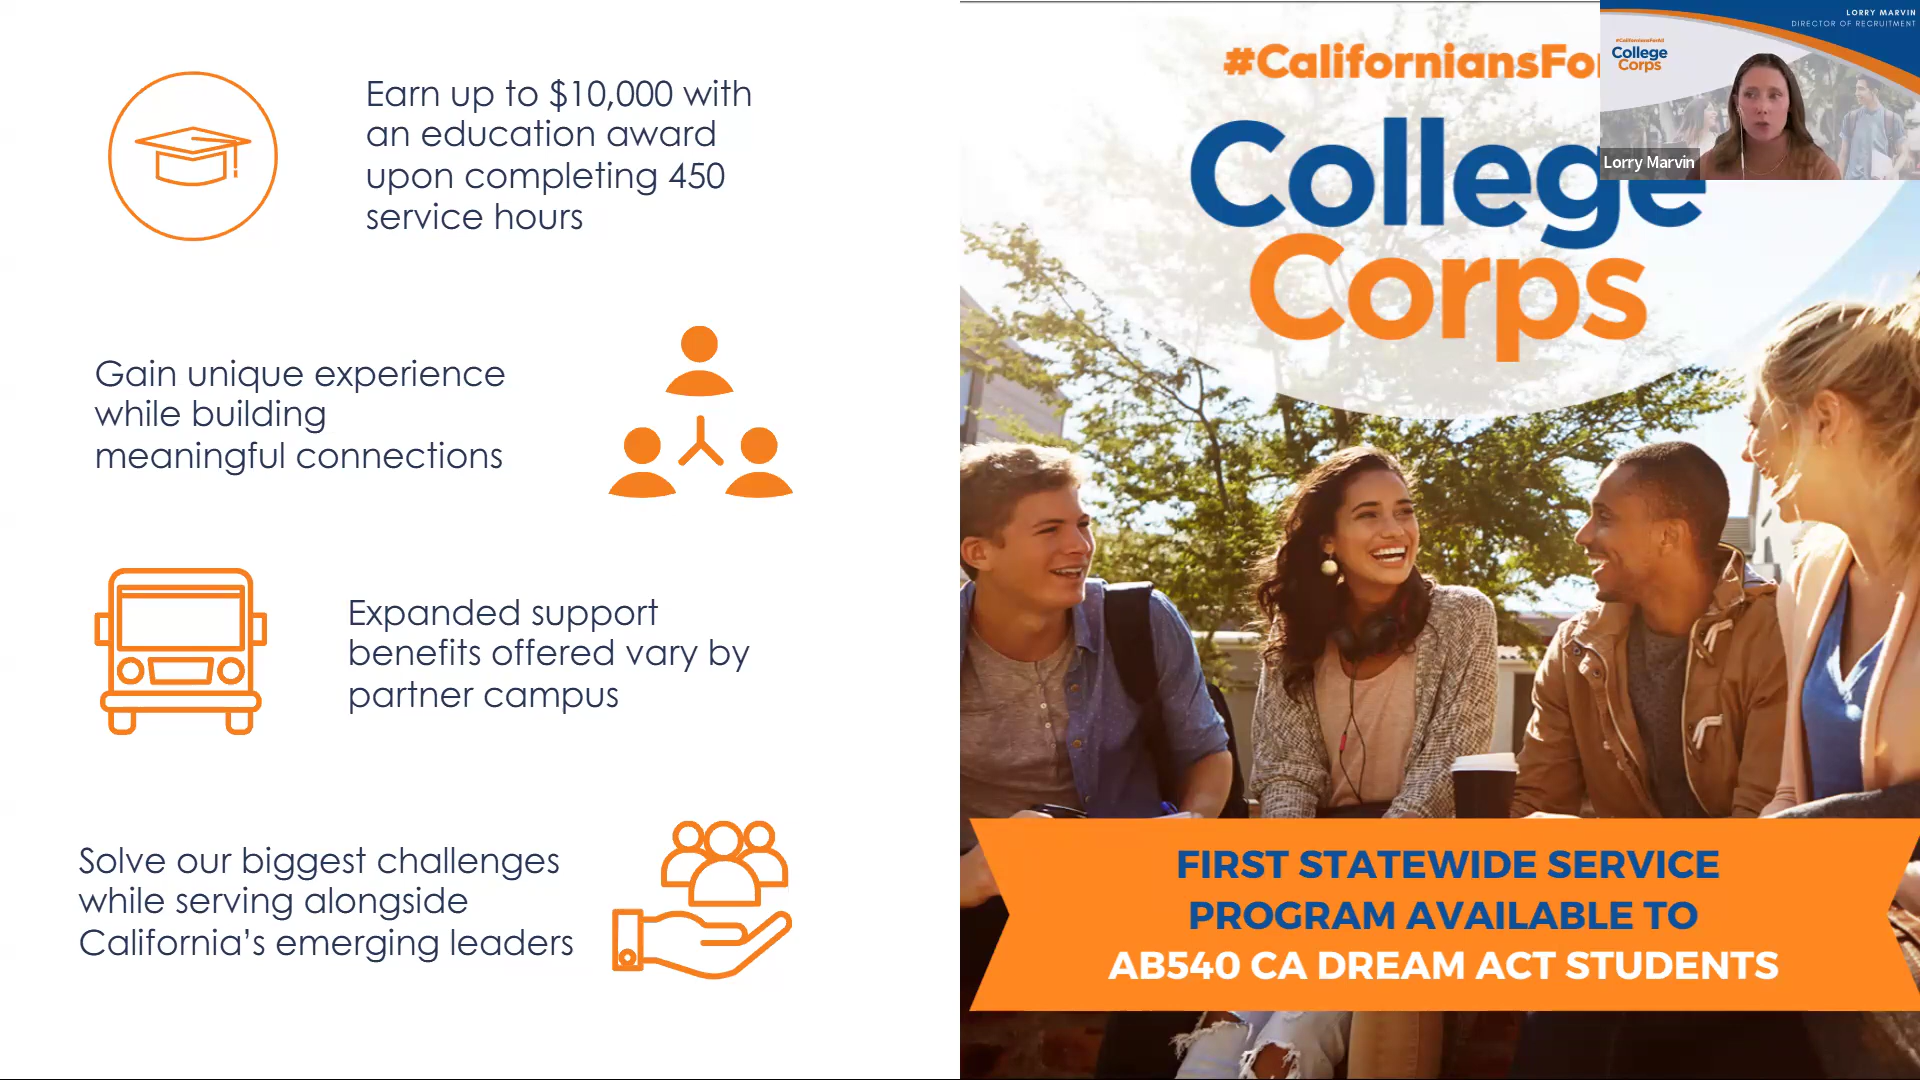 Earn up to $10,000 with
an education award
upon completing 450
service hours
Gain unique experience
while building
meaningful connections
Expanded support
benefits offered vary by
partner campus
Solve our biggest challenges
while serving alongside
California's emerging leaders
#CaliforniansFo
College
Corps
FIRST STATEWIDE SERVICE
PROGRAM AVAILABLE TO
AB540 CA DREAM ACT STUDENTS
LORRY MARVIN
DIRECTOR OF RECRUITMENT
#CaliforniansForAll
College
Corps
Lorry Marvin